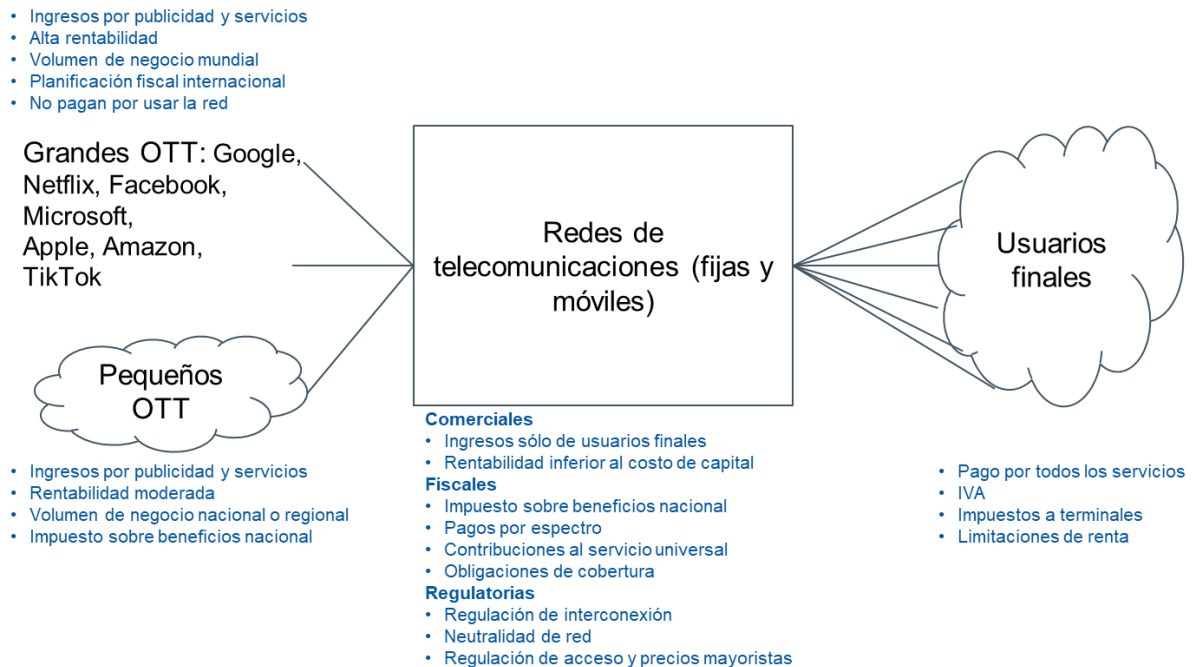 • Ingresos por publicidad y servicios
• Alta rentabilidad
• Volumen de negocio mundial
• Planificación fiscal internacional
• No pagan por usar la red
Grandes OTT: Google,
Netflix, Facebook,
Microsoft,
Apple, Amazon,
TikTok
Pequeños
OTT
• Ingresos por publicidad y servicios
• Rentabilidad moderada
• Volumen de negocio nacional o regional
• Impuesto sobre beneficios nacional
Redes de
telecomunicaciones (fijas y
móviles)
Comerciales
• Ingresos sólo de usuarios finales
• Rentabilidad inferior al costo de capital
Fiscales
• Impuesto sobre beneficios nacional
• Pagos por espectro
• Contribuciones al servicio universal
• Obligaciones de cobertura
Regulatorias
• Regulación de interconexión
• Neutralidad de red
• Regulación de acceso y precios mayoristas
Usuarios
finales
• Pago por todos los servicios
• IVA
• Impuestos a terminales
• Limitaciones de renta